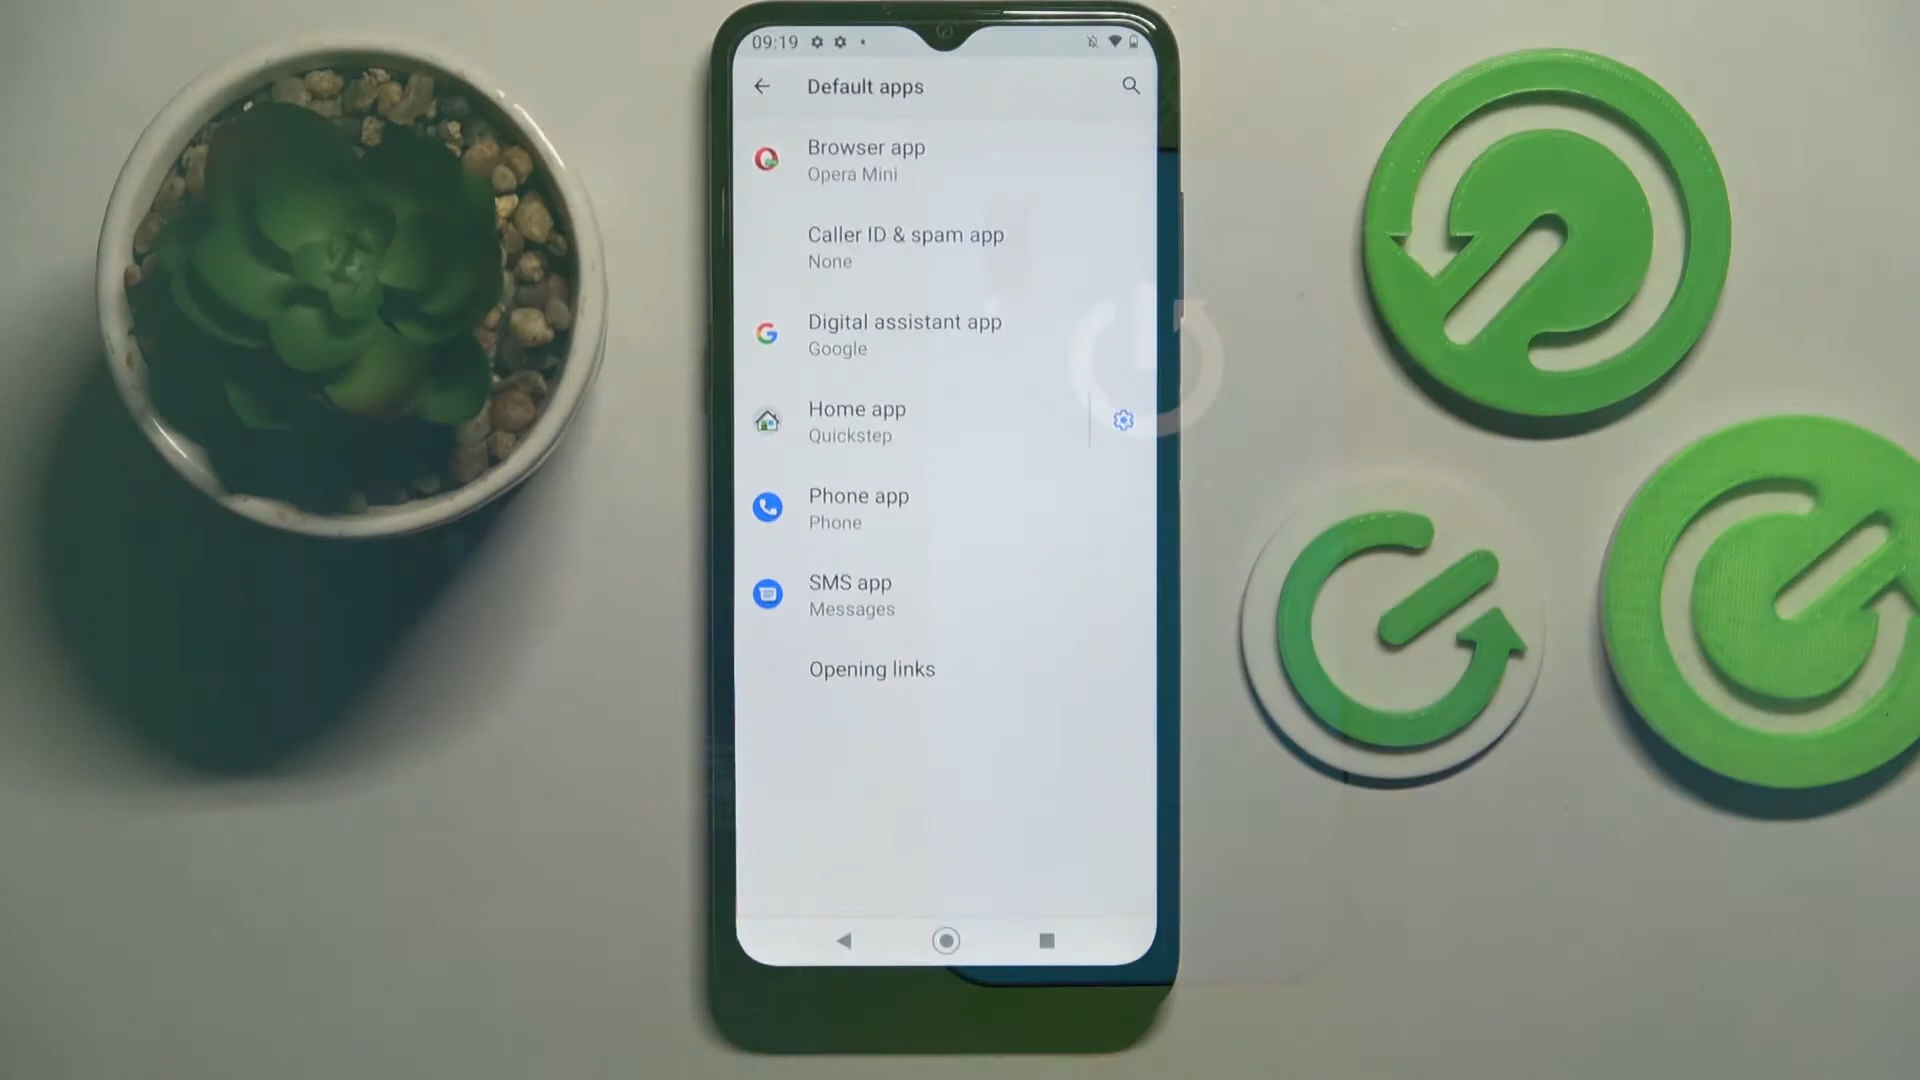 09:19
Default apps
Browser app
Opera Mini
Caller ID & spam app
None
Digital assistant app
Google
Home app
Quickstep
Phone app
Phone
SMS app
Messages
Opening links